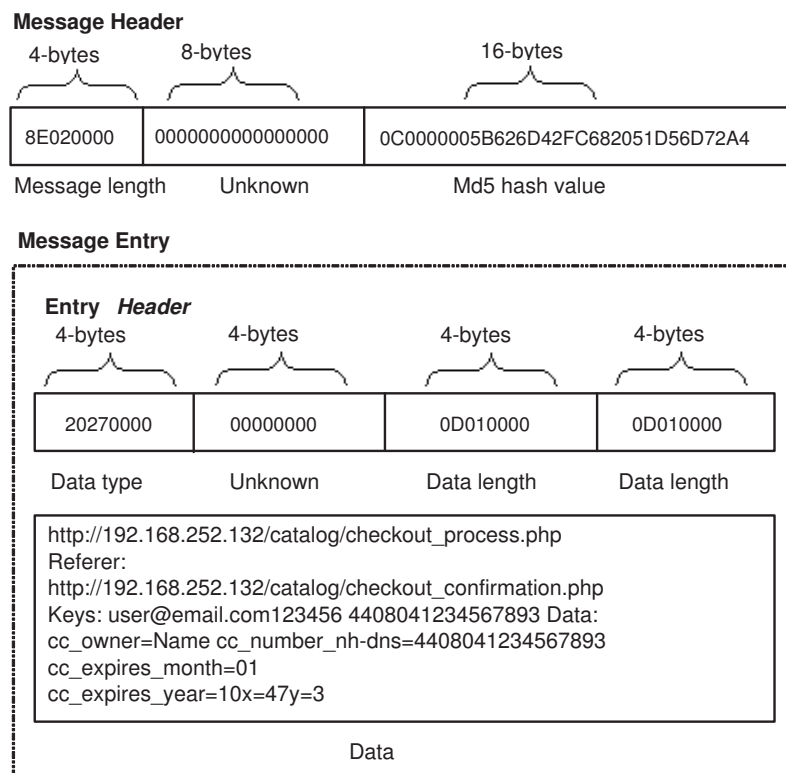 Message Header
4-bytes 8-bytes 16-bytes
8E020000 0000000000000000 0C0000005B626D42FC682051D56D72A4
Message length Unknown Md5 hash value
Message Entry
Entry Header
4-bytes 4-bytes 4-bytes 4-bytes
20270000 00000000 0D010000 0D010000
Data type Unknown Data length Data length
http://192.168.252.132/catalog/checkout_process.php
Referer:
http://192.168.252.132/catalog/checkout_confirmation.php
Keys: user@email.com123456 4408041234567893 Data:
cc_owner=Name cc_number_nh-dns=4408041234567893
cc_expires_month=01
cc_expires_year=10x=47y=3
Data